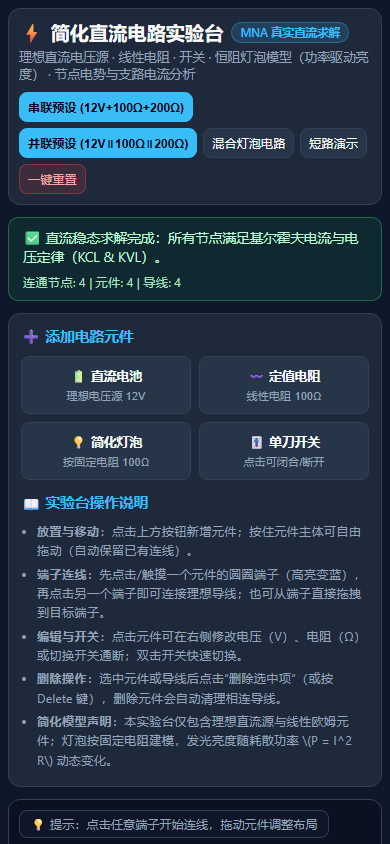 ⚡ 简化直流电路实验台 MNA 真实直流求解
理想直流电压源 · 线性电阻 · 开关 · 恒阻灯泡模型（功率驱动亮
度） · 节点电势与支路电流分析
串联预设 (12V+100Ω+200Ω)
并联预设 (12V∥100Ω∥200Ω) 混合灯泡电路 短路演示
一键重置
✅ 直流稳态求解完成：所有节点满足基尔霍夫电流与电
压定律（KCL & KVL）。
连通节点: 4 | 元件: 4 | 导线: 4
➕ 添加电路元件
🔋 直流电池 〰️ 定值电阻
理想电压源 12V 线性电阻 100Ω
💡 简化灯泡 🎚️ 单刀开关
按固定电阻 100Ω 点击可闭合/断开
📖 实验台操作说明
• 放置与移动：点击上方按钮新增元件；按住元件主体可自由
拖动（自动保留已有连线）。
• 端子连线：先点击/触摸一个元件的圆圈端子（高亮变蓝），
再点击另一个端子即可连接理想导线；也可从端子直接拖拽
到目标端子。
• 编辑与开关：点击元件可在右侧修改电压（V）、电阻（Ω）
或切换开关通断；双击开关快速切换。
• 删除操作：选中元件或导线后点击“删除选中项”（或按
Delete 键），删除元件会自动清理相连导线。
• 简化模型声明：本实验台仅包含理想直流源与线性欧姆元
件；灯泡按固定电阻建模，发光亮度随耗散功率 \(P = I^2
R\) 动态变化。
💡 提示：点击任意端子开始连线，拖动元件调整布局